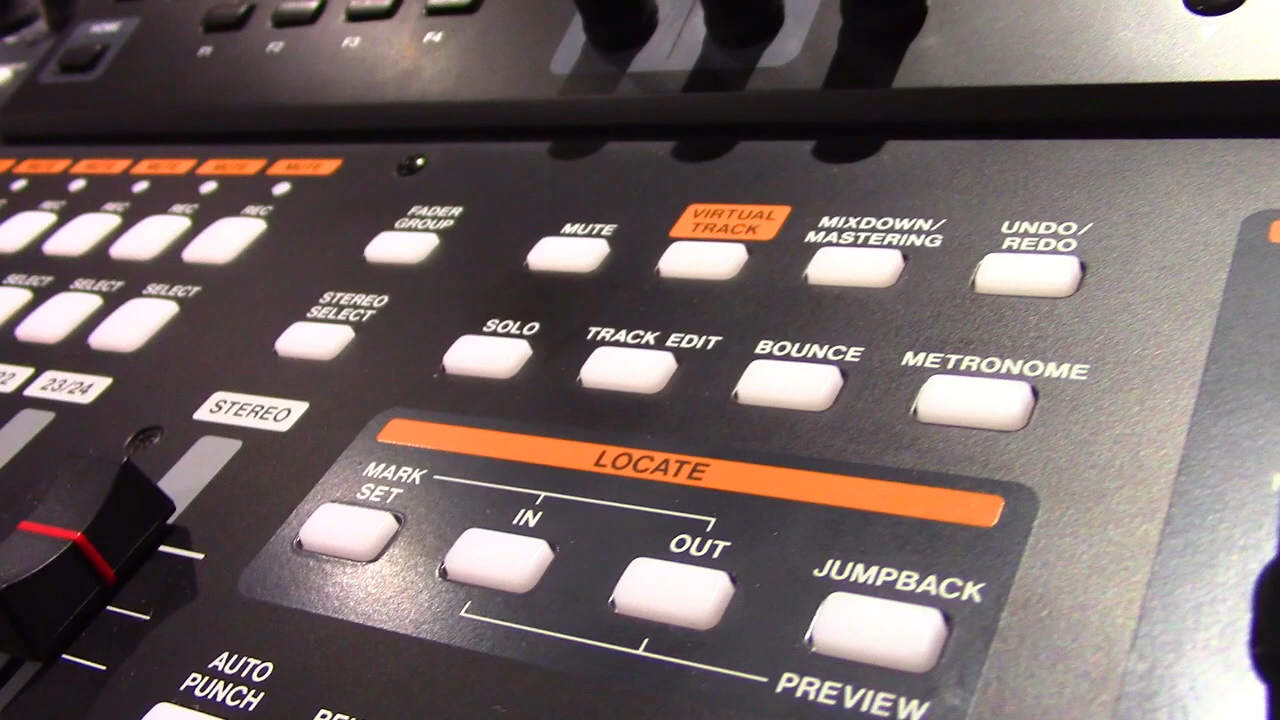 HOME
F1 F2 F3 F4
MUTE MUTE MUTE MUTE MUTE
REC REC REC REC
FADER
GROUP
MUTE
VIRTUAL
TRACK
MIXDOWN/
MASTERING
UNDO/
REDO
SELECT SELECT SELECT
STEREO
SELECT
SOLO
TRACK EDIT
BOUNCE
METRONOME
22
23/24
STEREO
LOCATE
MARK
SET
IN
OUT
JUMPBACK
PREVIEW
AUTO
PUNCH